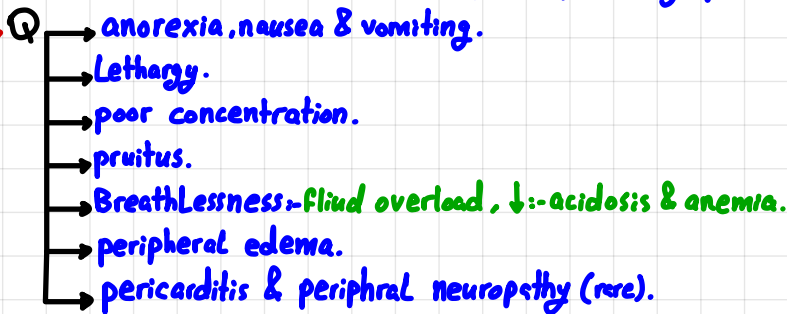 Q
anorexia, nausea & vomiting.
Lethargy.
poor concentration.
pruitus.
BreathLessness:- fliud overload, ↓:- acidosis & anemia.
peripheral edema.
pericarditis & periphral neuropathy (rare).